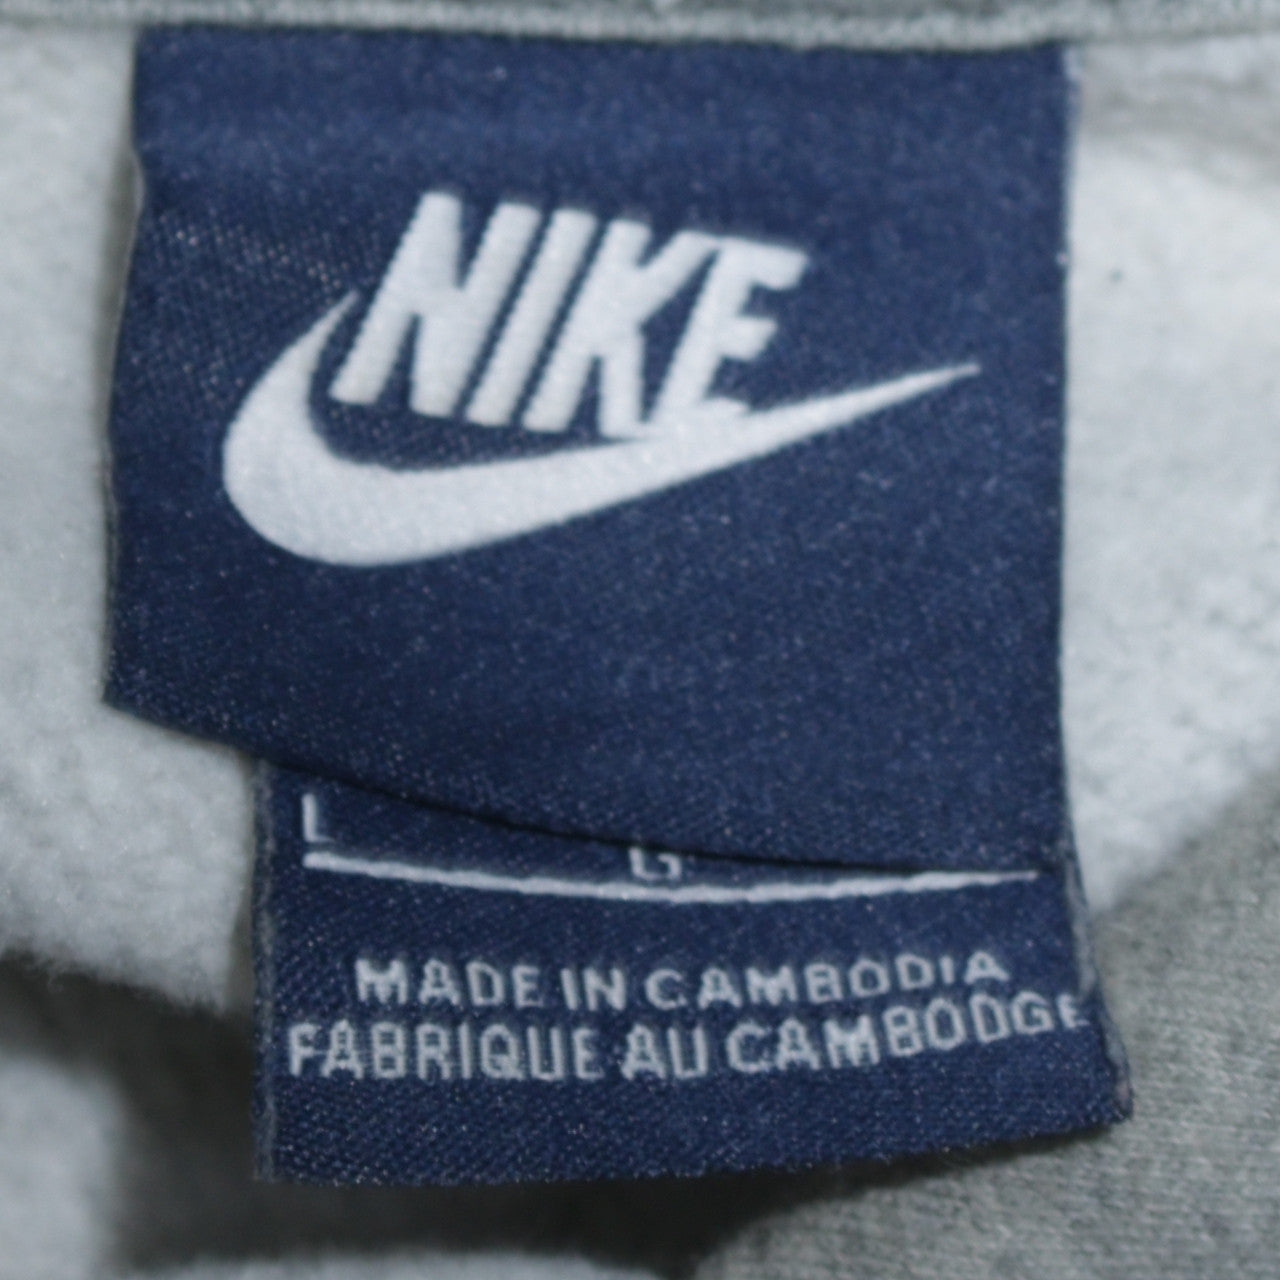 NIKE
L G
MADE IN CAMBODIA
FABRIQUE AU CAMBODGE